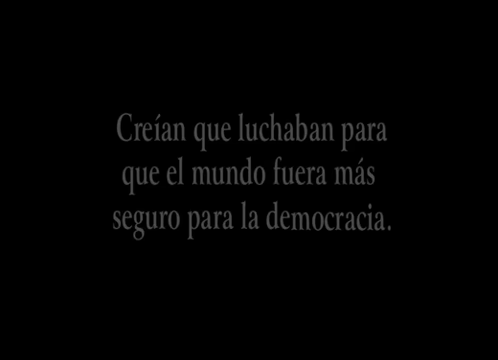 Creían que luchaban para
que el mundo fuera más
seguro para la democracia.